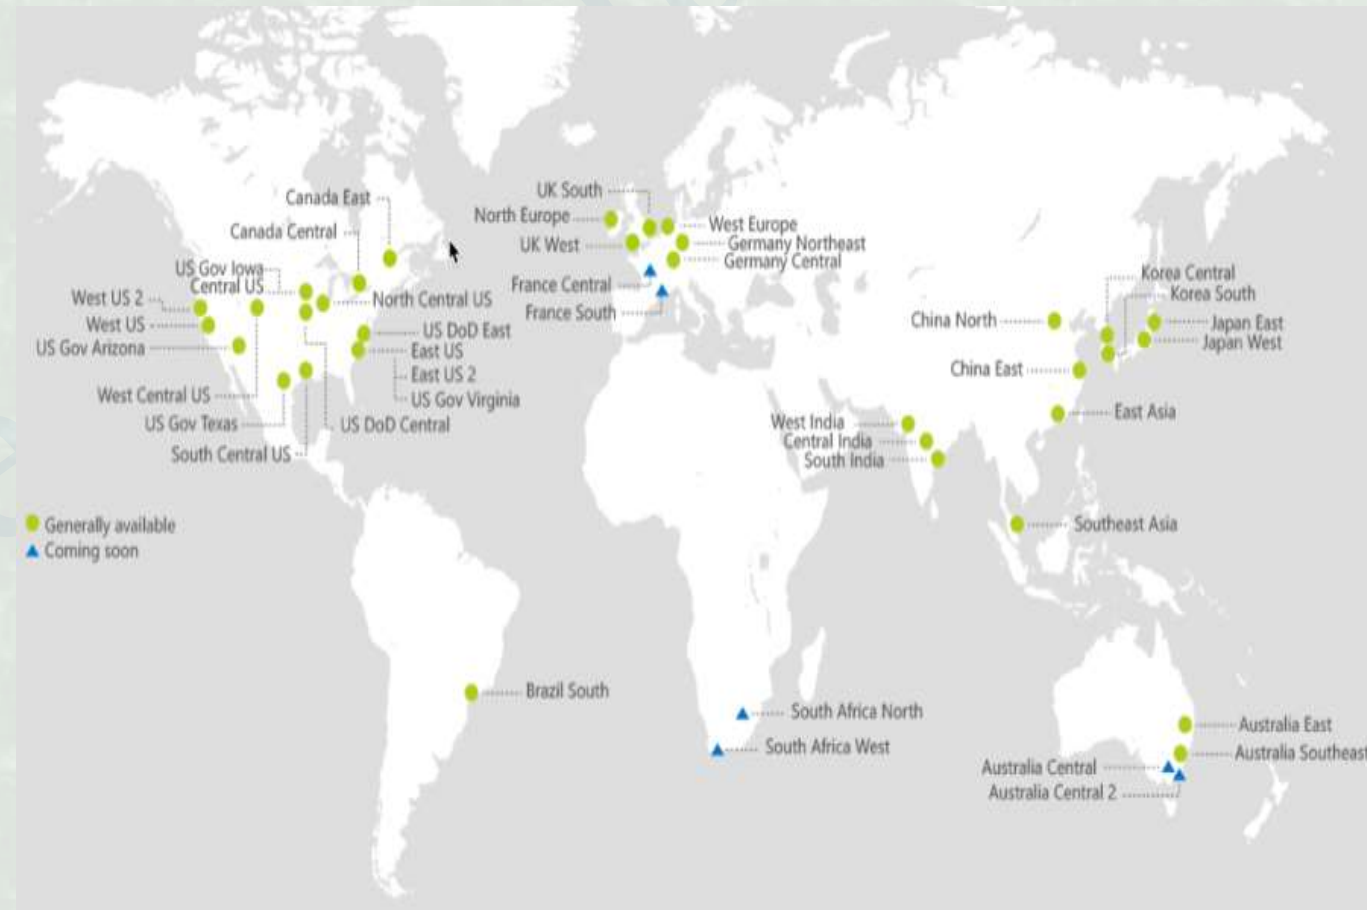 Canada East
Canada Central
US Gov Iowa
Central US
West US 2
North Central US
West US
US DoD East
US Gov Arizona
East US
East US 2
West Central US
US Gov Virginia
US Gov Texas
US DoD Central
South Central US
Generally available
Coming soon
Brazil South
UK South
North Europe
West Europe
UK West
Germany Northeast
Germany Central
France Central
France South
South Africa North
South Africa West
Korea Central
Korea South
China North
Japan East
Japan West
China East
East Asia
West India
Central India
South India
Southeast Asia
Australia East
Australia Southeast
Australia Central
Australia Central 2